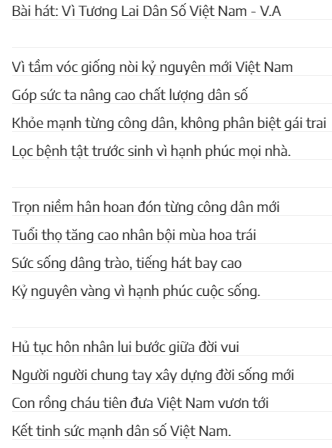 Bài hát: Vì Tương Lai Dân Số Việt Nam - V.A
Vì tầm vóc giống nòi kỷ nguyên mới Việt Nam
Góp sức ta nâng cao chất lượng dân số
Khỏe mạnh từng công dân, không phân biệt gái trai
Lọc bệnh tật trước sinh vì hạnh phúc mọi nhà.
Trọn niềm hân hoan đón từng công dân mới
Tuổi thọ tăng cao nhân bội mùa hoa trái
Sức sống dâng trào, tiếng hát bay cao
Kỷ nguyên vàng vì hạnh phúc cuộc sống.
Hủ tục hôn nhân lui bước giữa đời vui
Người người chung tay xây dựng đời sống mới
Con rồng cháu tiên đưa Việt Nam vươn tới
Kết tinh sức mạnh dân số Việt Nam.